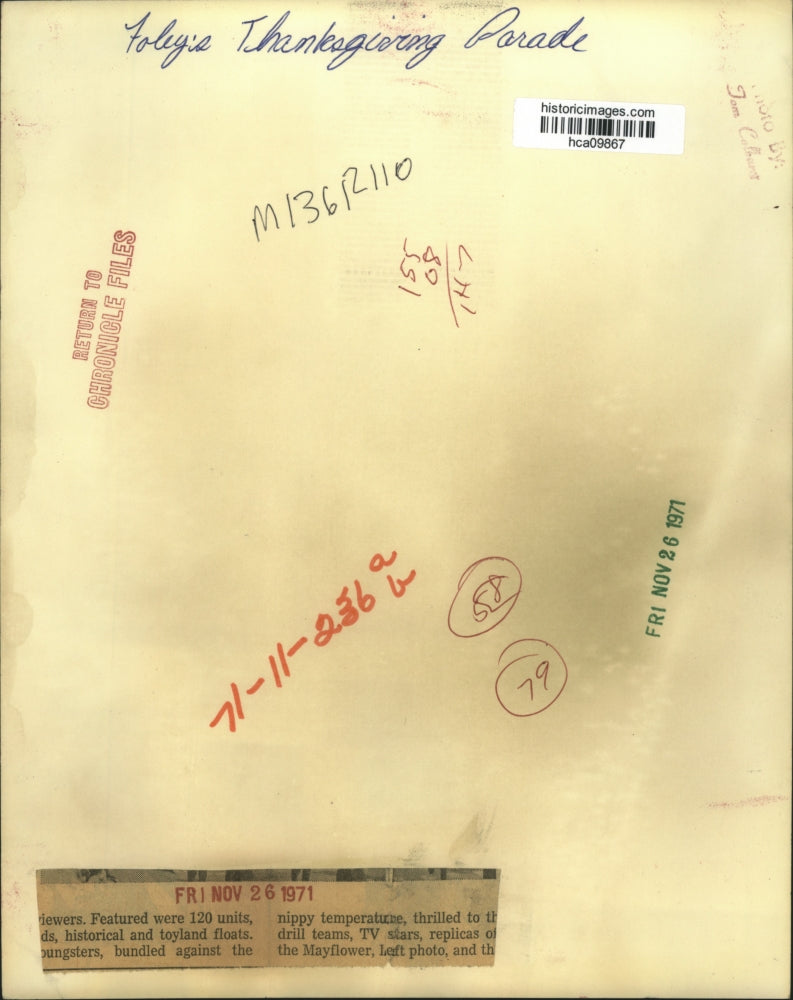 Foley's Thanksgiving Parade
historicimages.com
hca09867
Photo By:
Tom
M136R110
RETURN TO
CHRONICLE FILES
FRI NOV 26 1971
71-11-236 a
b
58
79
FRI NOV 26 1971
iewers. Featured were 120 units,
ds, historical and toyland floats.
oungsters, bundled against the
nippy temperature, thrilled to th
drill teams, TV stars, replicas of
the Mayflower, Left photo, and th